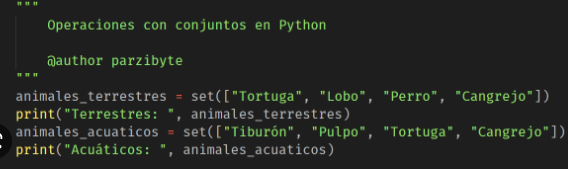 """
Operaciones con conjuntos en Python
@author parzibyte
"""
animales_terrestres = set(["Tortuga", "Lobo", "Perro", "Cangrejo"])
print("Terrestres: ", animales_terrestres)
animales_acuaticos = set(["Tiburón", "Pulpo", "Tortuga", "Cangrejo"])
print("Acuáticos: ", animales_acuaticos)